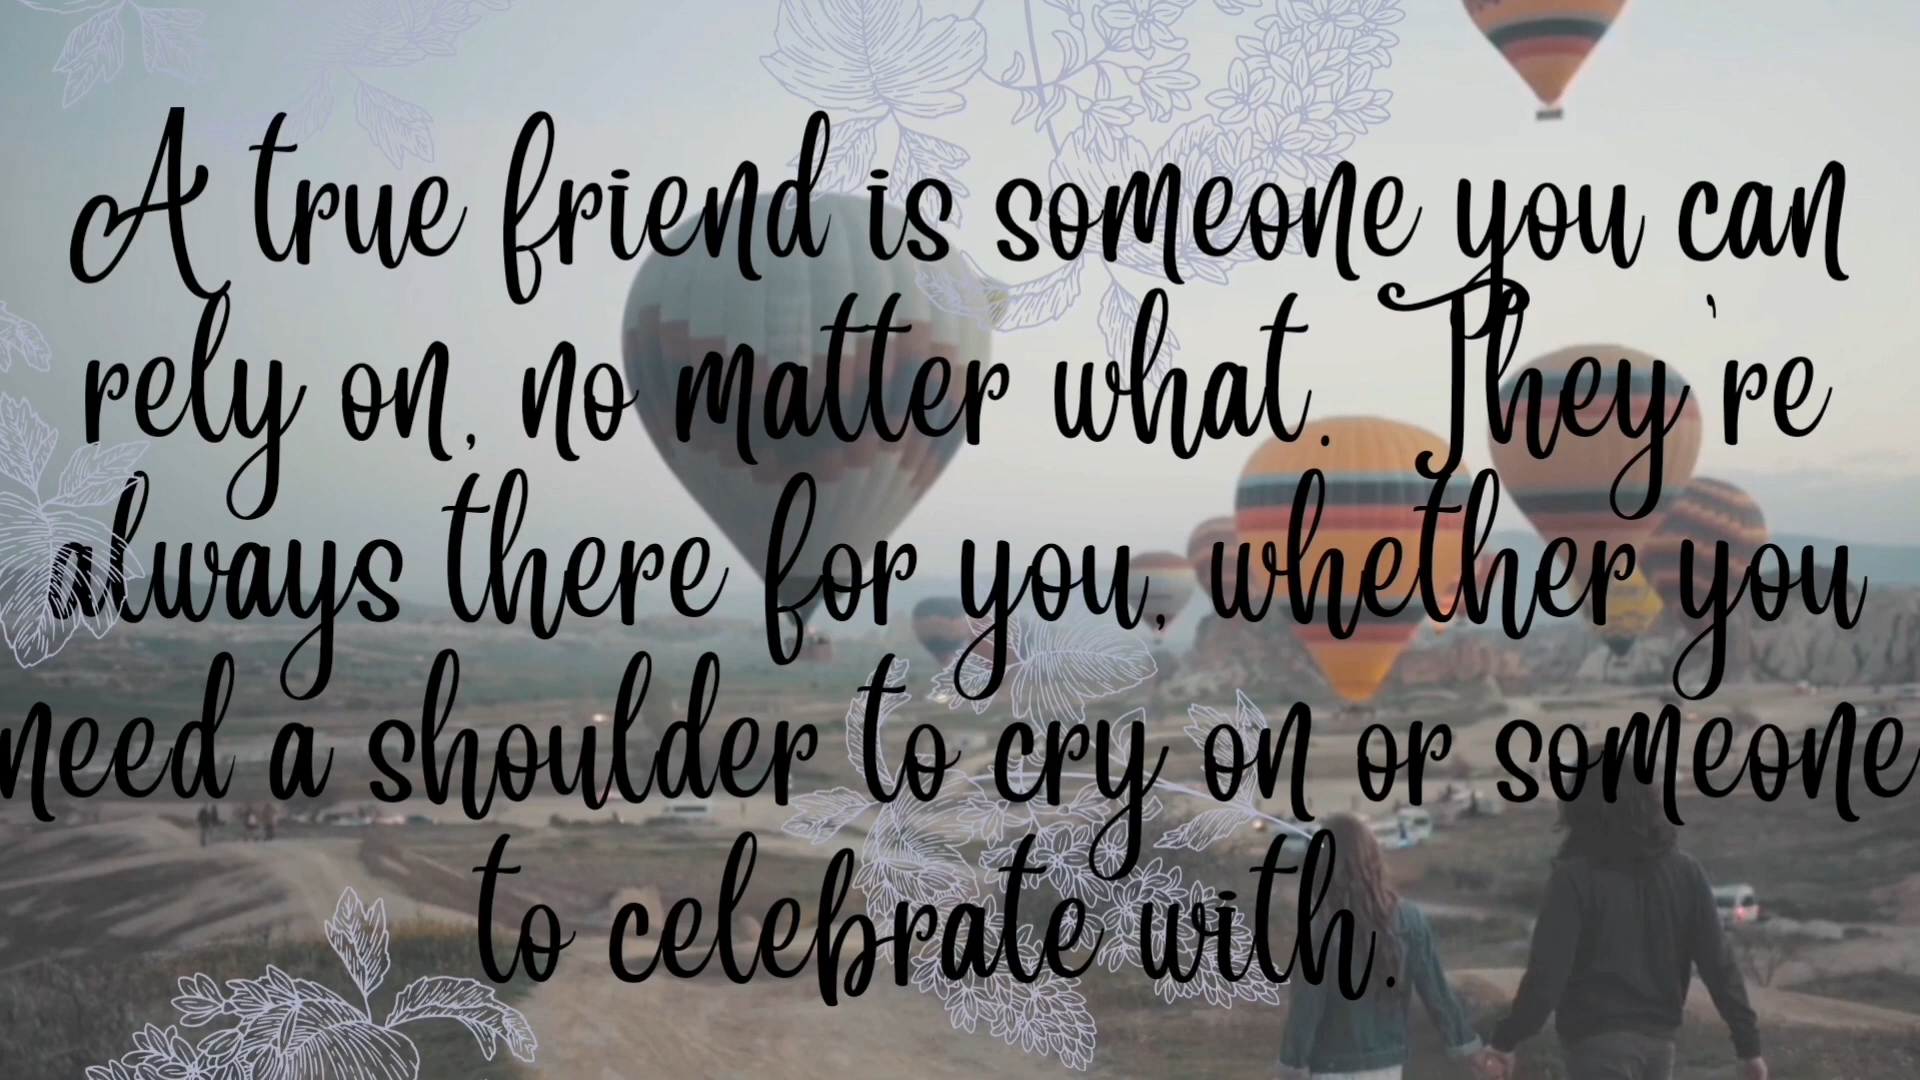 A true friend is someone you can
rely on, no matter what. They're
always there for you, whether you
need a shoulder to cry on or someone
to celebrate with.